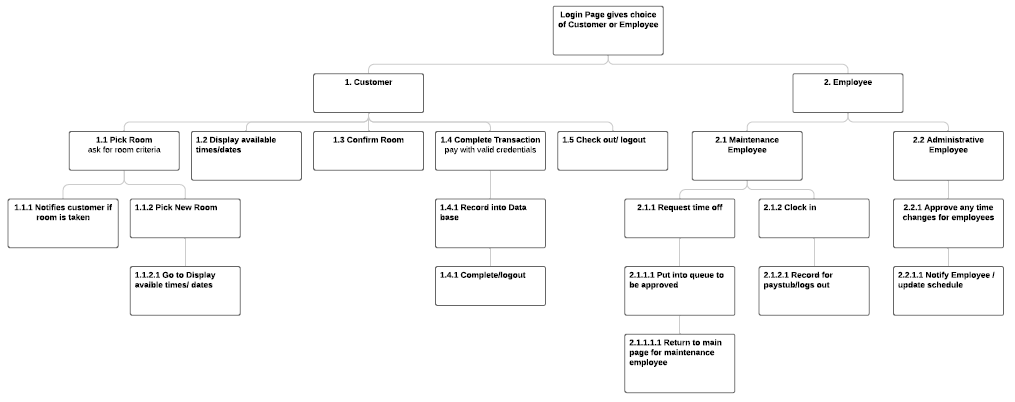 Login Page gives choice
of Customer or Employee
1. Customer
2. Employee
1.1 Pick Room
ask for room criteria
1.2 Display available
times/dates
1.3 Confirm Room
1.4 Complete Transaction
pay with valid credentials
1.5 Check out/ logout
2.1 Maintenance
Employee
2.2 Administrative
Employee
1.1.1 Notifies customer if
room is taken
1.1.2 Pick New Room
1.4.1 Record into Data
base
2.1.1 Request time off
2.1.2 Clock in
2.2.1 Approve any time
changes for employees
1.1.2.1 Go to Display
avaible times/ dates
1.4.1 Complete/logout
2.1.1.1 Put into queue to
be approved
2.1.2.1 Record for
paystub/logs out
2.2.1.1 Notify Employee /
update schedule
2.1.1.1.1 Return to main
page for maintenance
employee